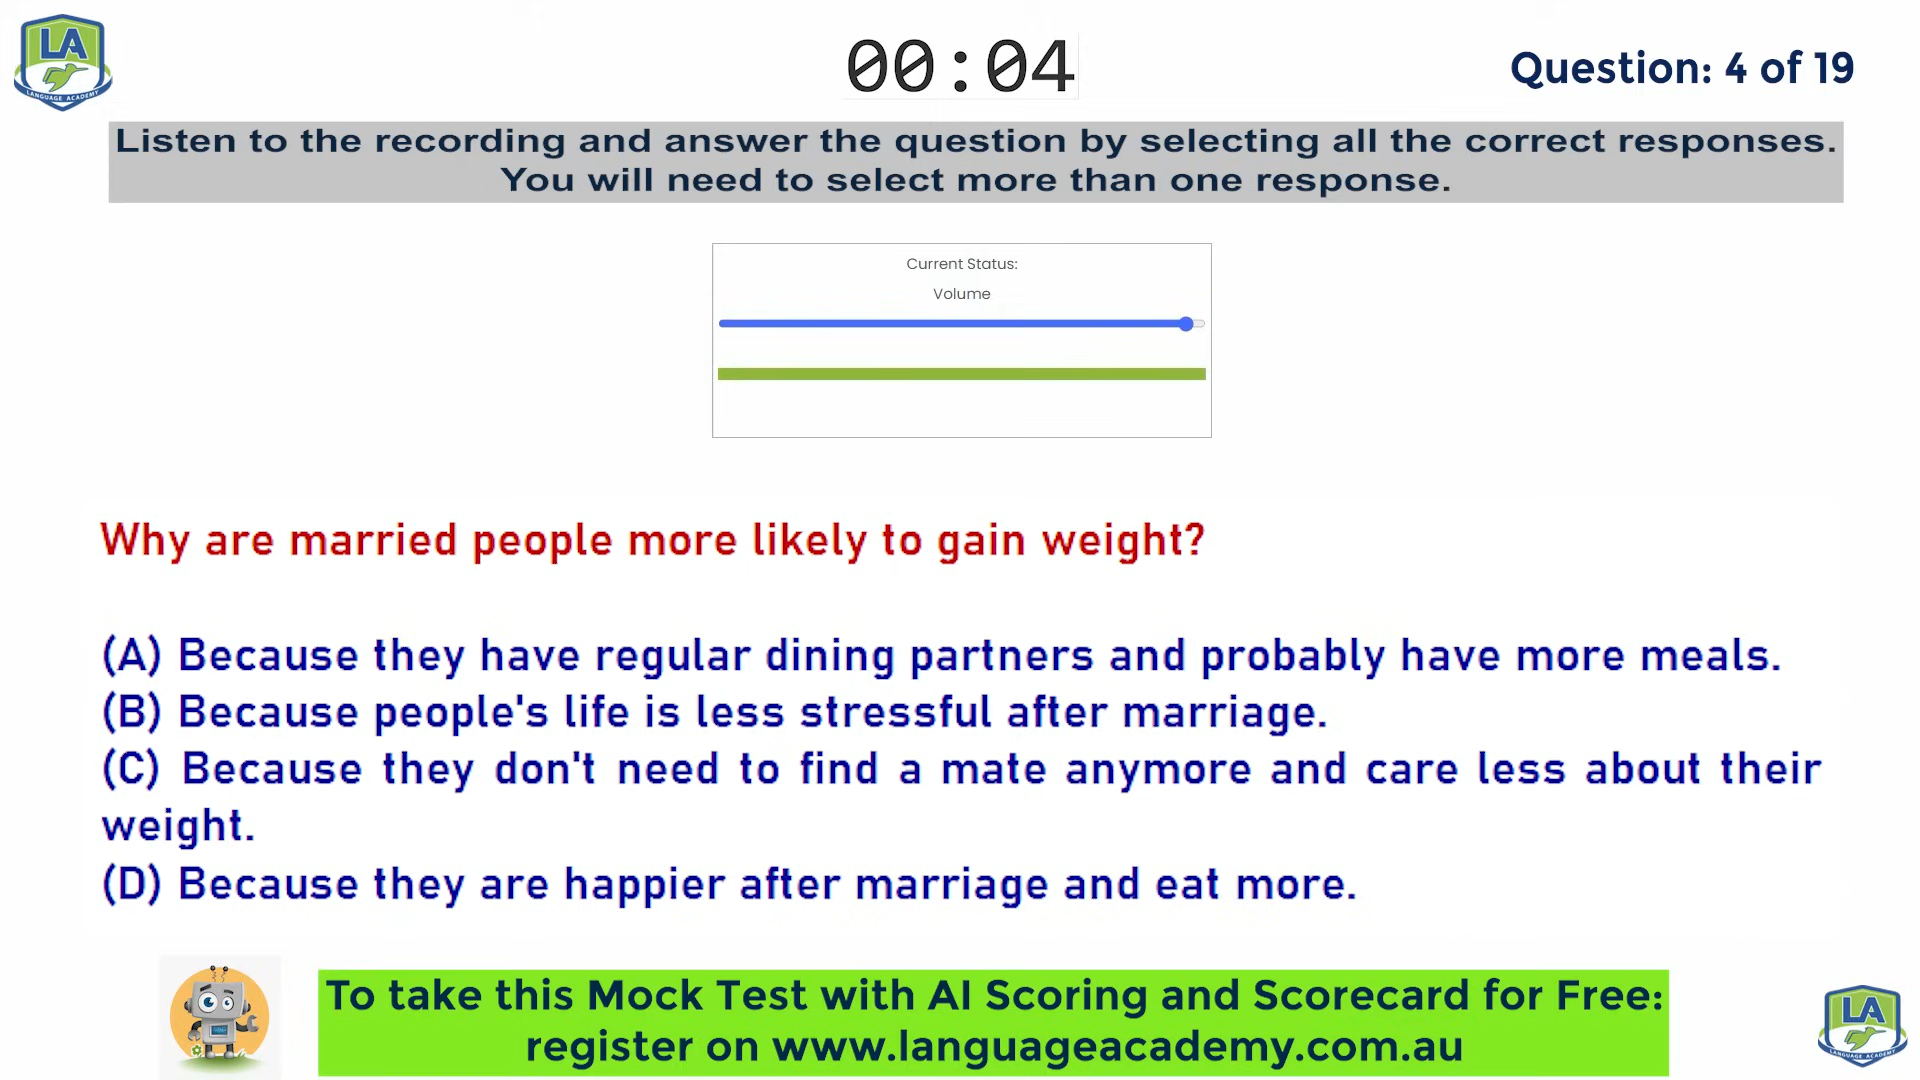 LA
LANGUAGE ACADEMY
00:04
Question: 4 of 19
Listen to the recording and answer the question by selecting all the correct responses.
You will need to select more than one response.
Current Status:
Volume
Why are married people more likely to gain weight?
(A) Because they have regular dining partners and probably have more meals.
(B) Because people's life is less stressful after marriage.
(C) Because they don't need to find a mate anymore and care less about their
weight.
(D) Because they are happier after marriage and eat more.
To take this Mock Test with AI Scoring and Scorecard for Free:
register on www.languageacademy.com.au
LA
LANGUAGE ACADEMY